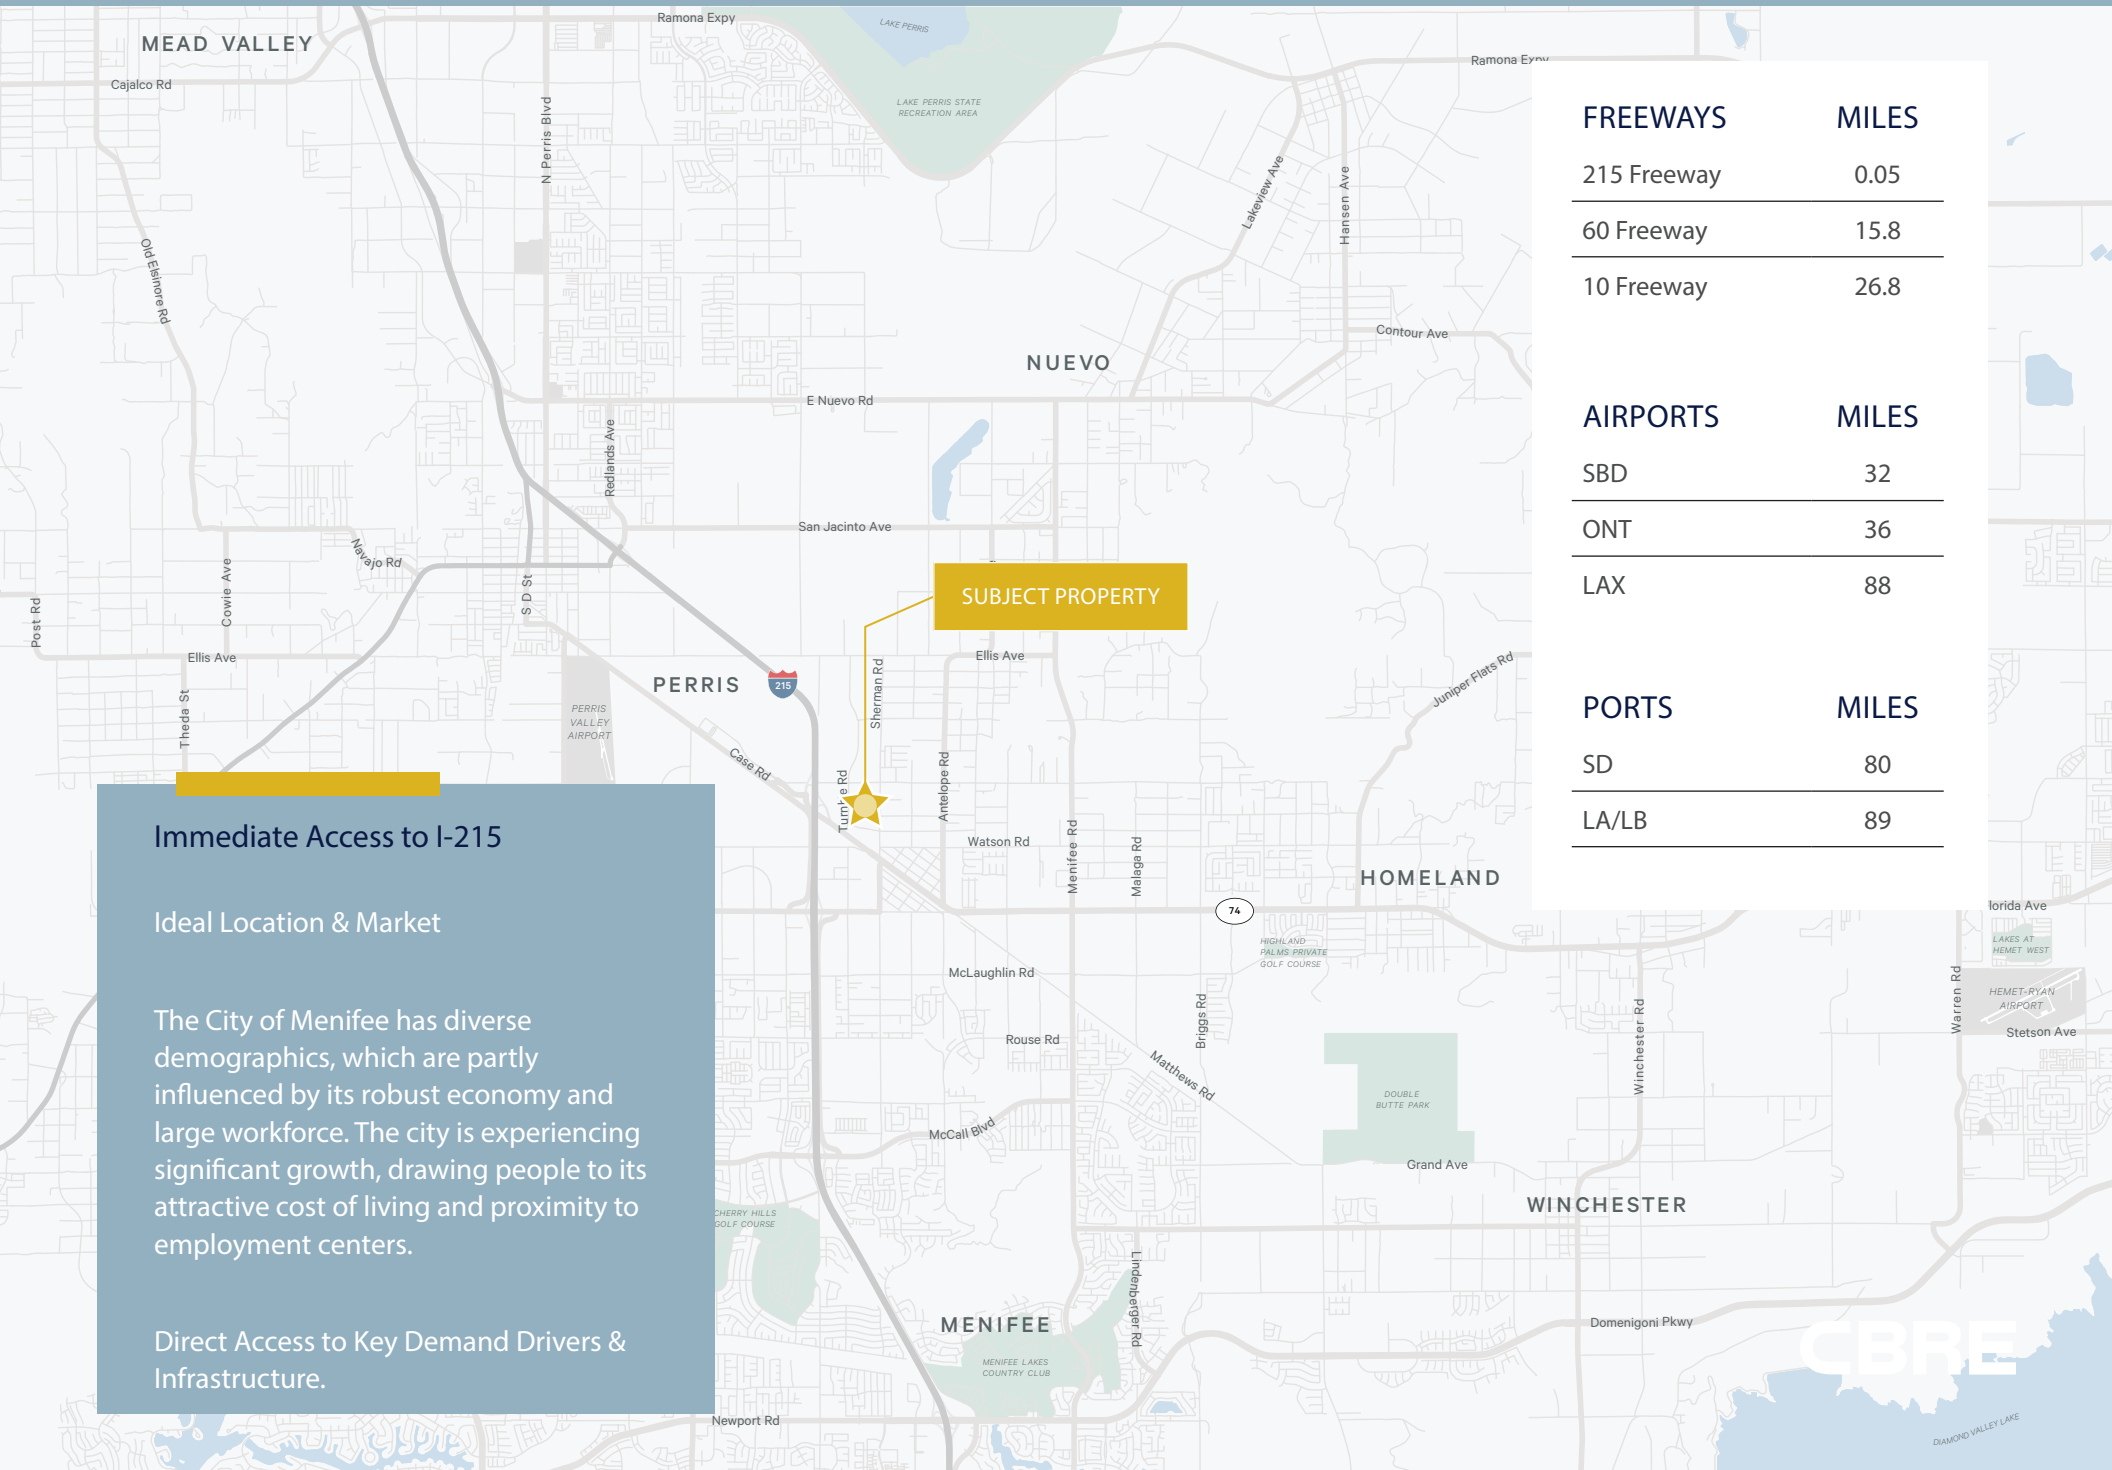 Ramona Expy
LAKE PERRIS
MEAD VALLEY
Cajalco Rd
N Perris Blvd
LAKE PERRIS STATE
RECREATION AREA
Ramona Expy
Old Elsinore Rd
Lakeview Ave
Hansen Ave
Contour Ave
NUEVO
E Nuevo Rd
Redlands Ave
San Jacinto Ave
Navajo Rd
Cowie Ave
S D St
Post Rd
Ellis Ave
Theda St
SUBJECT PROPERTY
Ellis Ave
PERRIS
215
Sherman Rd
PERRIS
VALLEY
AIRPORT
Case Rd
Antelope Rd
Juniper Flats Rd
Watson Rd
Menifee Rd
Malaga Rd
HOMELAND
74
HIGHLAND
PALMS PRIVATE
GOLF COURSE
McLaughlin Rd
Rouse Rd
Briggs Rd
Matthews Rd
McCall Blvd
DOUBLE
BUTTE PARK
Grand Ave
Winchester Rd
WINCHESTER
Warren Rd
LAKES AT
HEMET WEST
HEMET-RYAN
AIRPORT
Stetson Ave
CHERRY HILLS
GOLF COURSE
Lindenberger Rd
MENIFEE
MENIFEE LAKES
COUNTRY CLUB
Domenigoni Pkwy
Newport Rd
DIAMOND VALLEY LAKE
CBRE
FREEWAYS MILES
215 Freeway 0.05
60 Freeway 15.8
10 Freeway 26.8
AIRPORTS MILES
SBD 32
ONT 36
LAX 88
PORTS MILES
SD 80
LA/LB 89
Immediate Access to I-215
Ideal Location & Market
The City of Menifee has diverse
demographics, which are partly
influenced by its robust economy and
large workforce. The city is experiencing
significant growth, drawing people to its
attractive cost of living and proximity to
employment centers.
Direct Access to Key Demand Drivers &
Infrastructure.